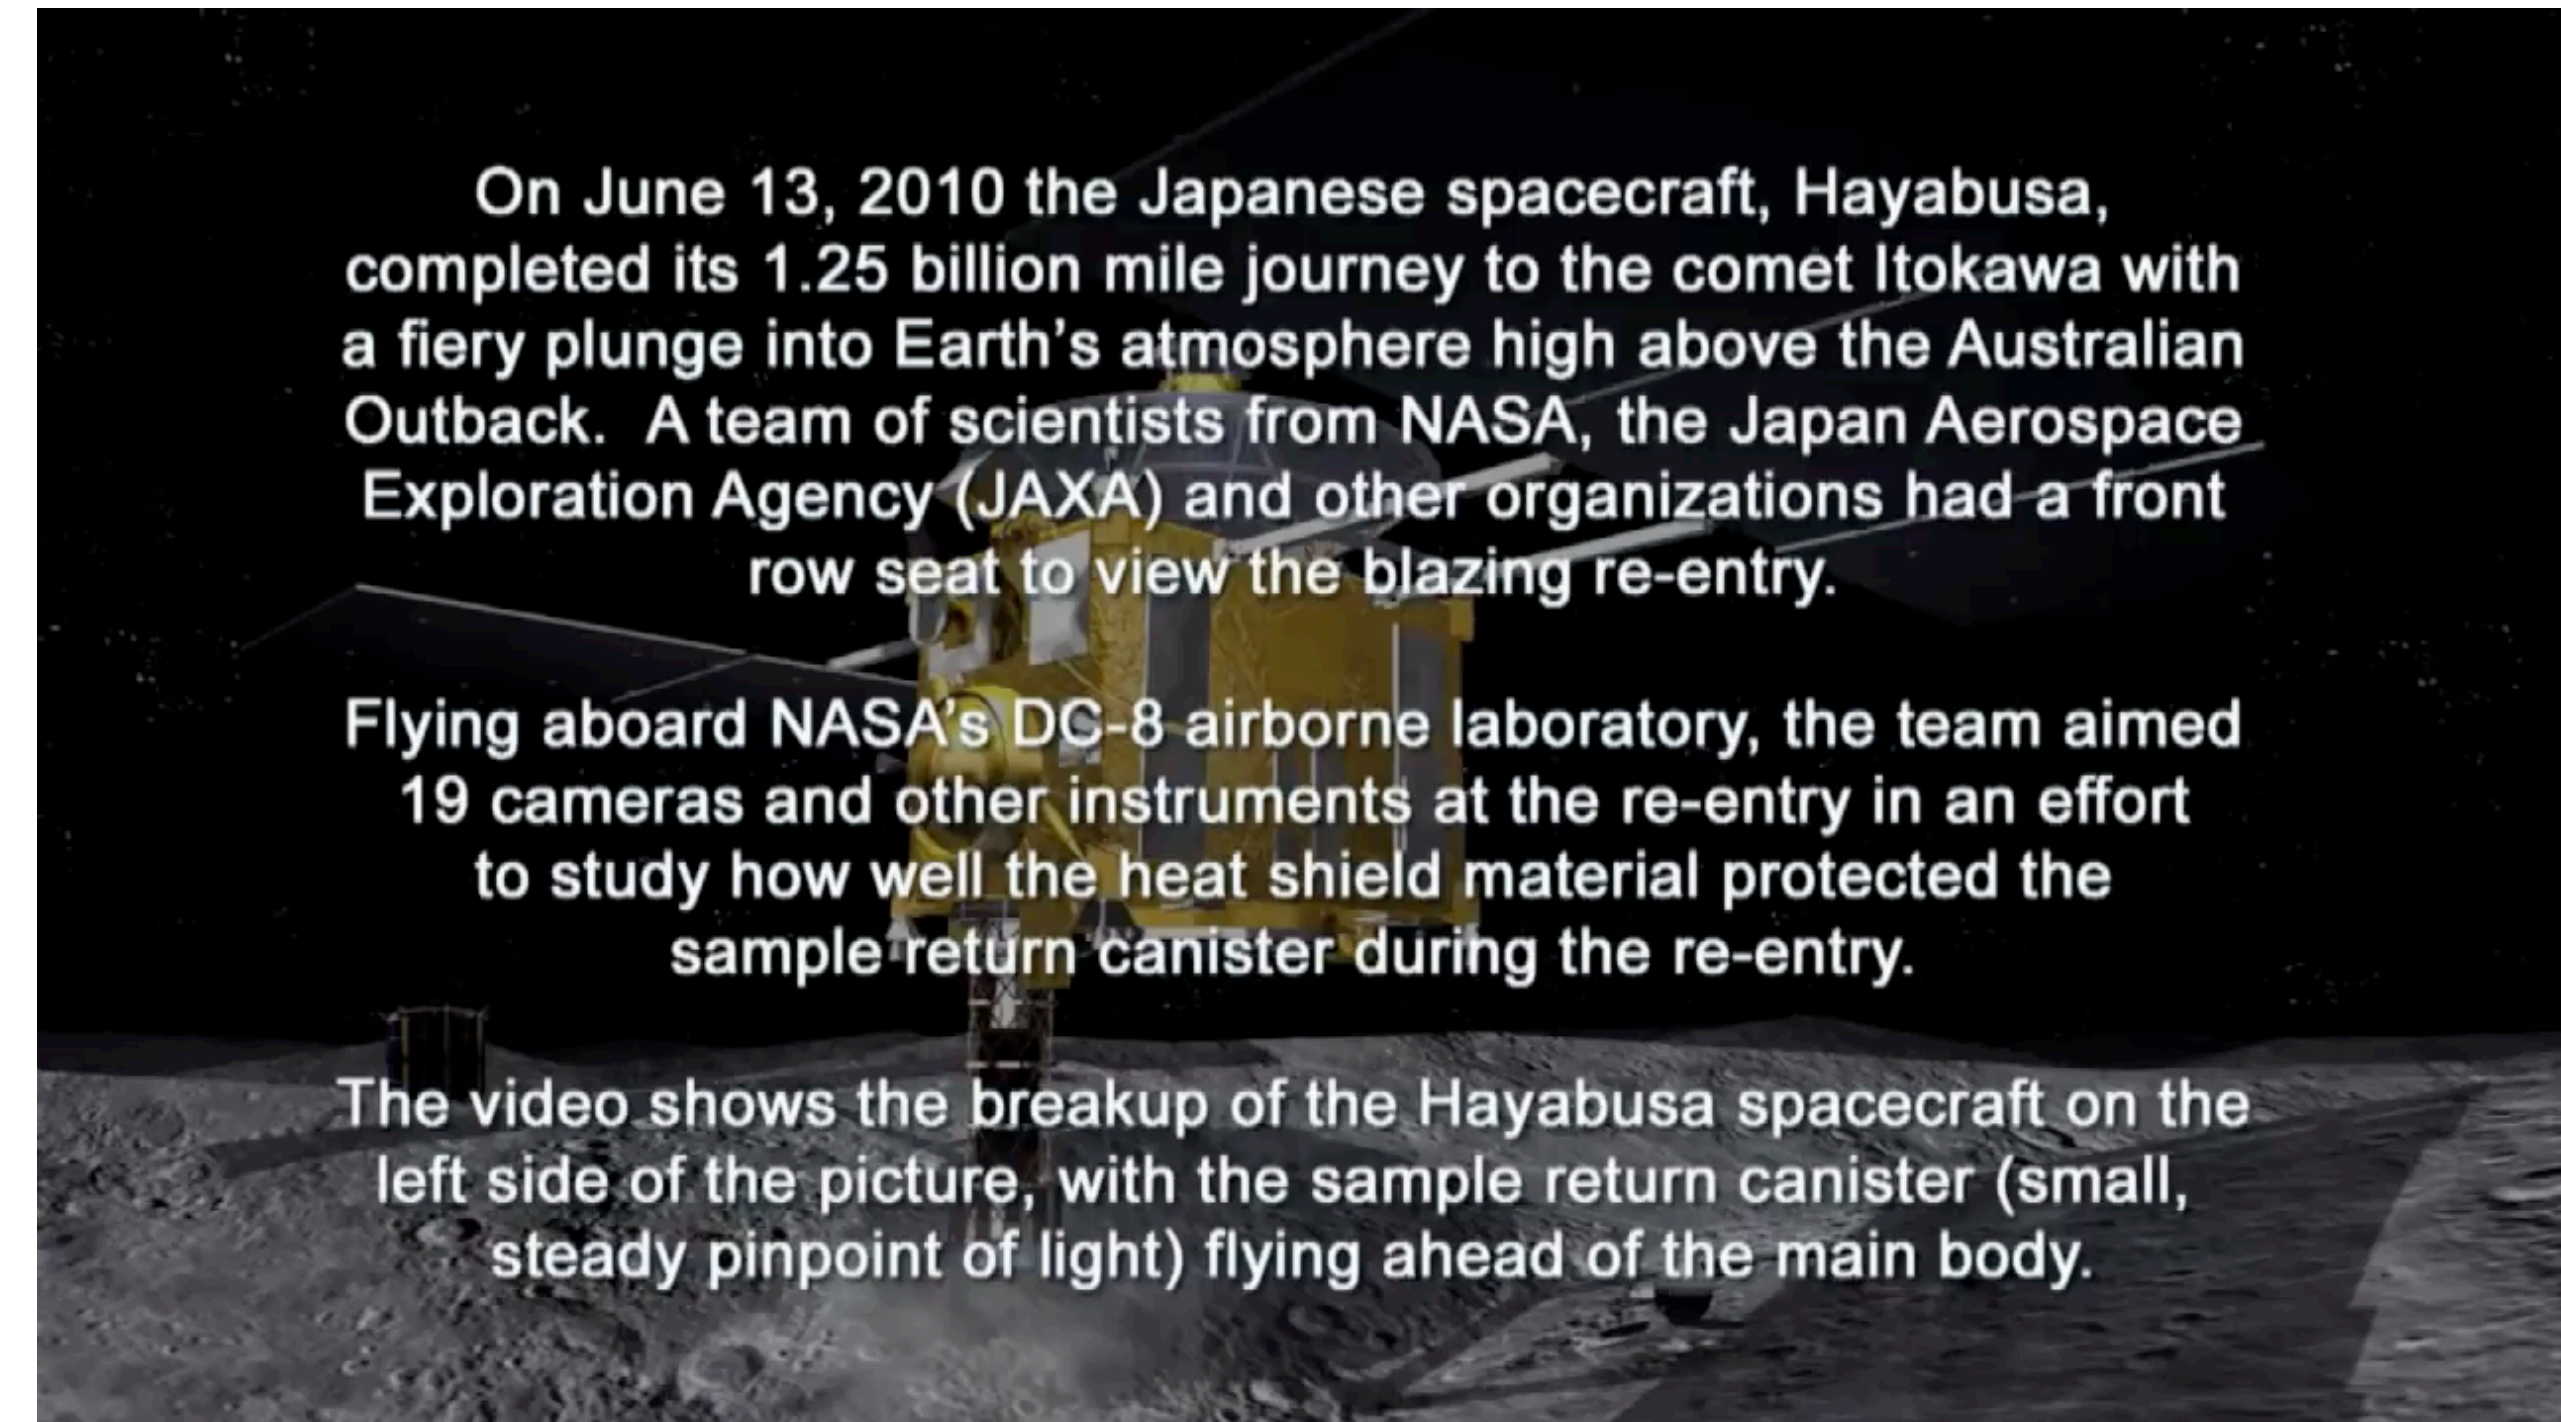 On June 13, 2010 the Japanese spacecraft, Hayabusa,
completed its 1.25 billion mile journey to the comet Itokawa with
a fiery plunge into Earth's atmosphere high above the Australian
Outback.  A team of scientists from NASA, the Japan Aerospace
Exploration Agency (JAXA) and other organizations had a front
row seat to view the blazing re-entry.
Flying aboard NASA's DC-8 airborne laboratory, the team aimed
19 cameras and other instruments at the re-entry in an effort
to study how well the heat shield material protected the
sample return canister during the re-entry.
The video shows the breakup of the Hayabusa spacecraft on the
left side of the picture, with the sample return canister (small,
steady pinpoint of light) flying ahead of the main body.